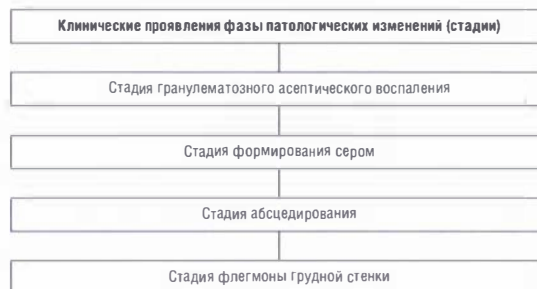 Клинические проявления фазы патологических изменений (стадии)
Стадия гранулематозного асептического воспаления
Стадия формирования сером
Стадия абсцедирования
Стадия флегмоны грудной стенки